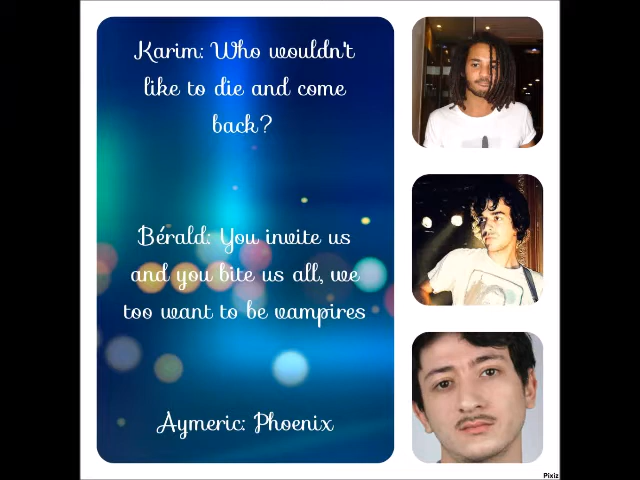 Karim: Who wouldn't
like to die and come
back?
Bérald: You invite us
and you bite us all, we
too want to be vampires
Aymeric: Phoenix
Pixiz